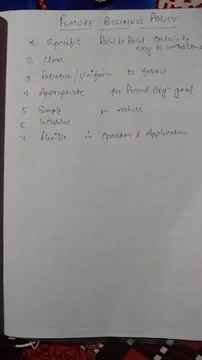 FEATURE BUSINESS POLICY
1. Specific Point to Point certainly
easy to understand
2. Clear
3. Reliable / Uniform to follow
4 Appropriate for Present Orgn goal
5 Simple in nature
6 Inclusive
7 Flexible in Operation & Application